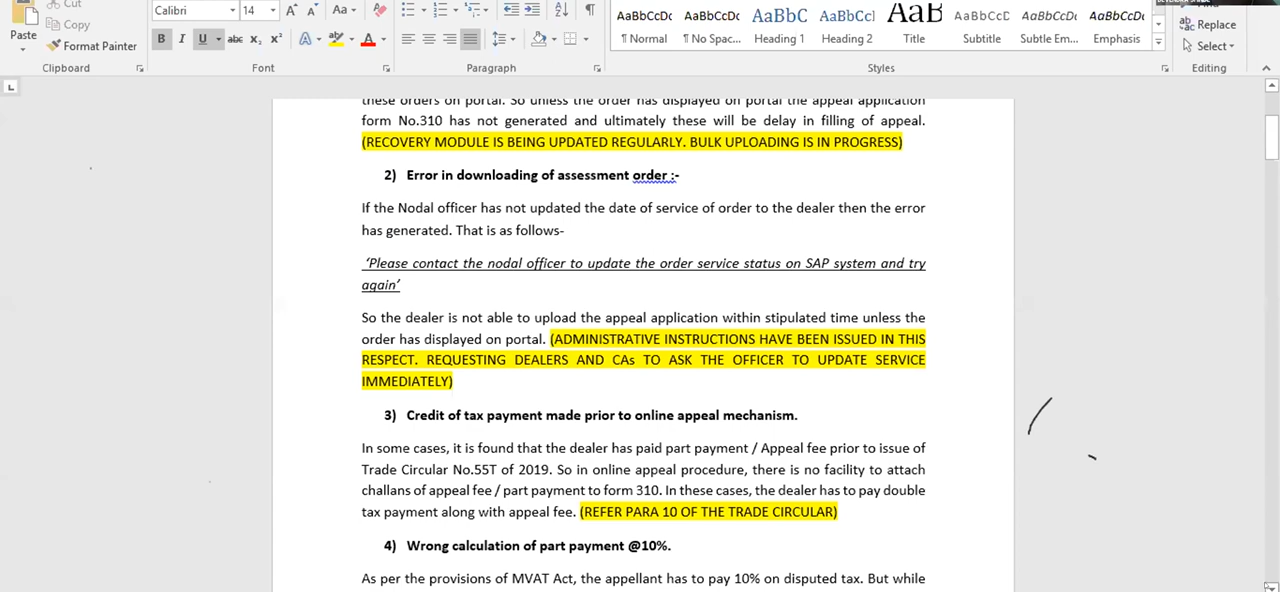 Cut
Calibri
14
Aa
AaBbCcDc
AaBbCcDc
AaBbC
AaBbCcl
AaB
AaBbCcDc
AaBbCcDc
AaBbCcDc
Replace
Paste
Copy
Format Painter
B I U abc x₂ x² A ab A
¶ Normal
¶ No Spac...
Heading 1
Heading 2
Title
Subtitle
Subtle Em...
Emphasis
Select
Clipboard
Font
Paragraph
Styles
Editing
these orders on portal. So unless the order has displayed on portal the appeal application
form No.310 has not generated and ultimately these will be delay in filling of appeal.
(RECOVERY MODULE IS BEING UPDATED REGULARLY. BULK UPLOADING IS IN PROGRESS)
2) Error in downloading of assessment order :-
If the Nodal officer has not updated the date of service of order to the dealer then the error
has generated. That is as follows-
‘Please contact the nodal officer to update the order service status on SAP system and try
again’
So the dealer is not able to upload the appeal application within stipulated time unless the
order has displayed on portal. (ADMINISTRATIVE INSTRUCTIONS HAVE BEEN ISSUED IN THIS
RESPECT. REQUESTING DEALERS AND CAs TO ASK THE OFFICER TO UPDATE SERVICE
IMMEDIATELY)
3) Credit of tax payment made prior to online appeal mechanism.
In some cases, it is found that the dealer has paid part payment / Appeal fee prior to issue of
Trade Circular No.55T of 2019. So in online appeal procedure, there is no facility to attach
challans of appeal fee / part payment to form 310. In these cases, the dealer has to pay double
tax payment along with appeal fee. (REFER PARA 10 OF THE TRADE CIRCULAR)
4) Wrong calculation of part payment @10%.
As per the provisions of MVAT Act, the appellant has to pay 10% on disputed tax. But while